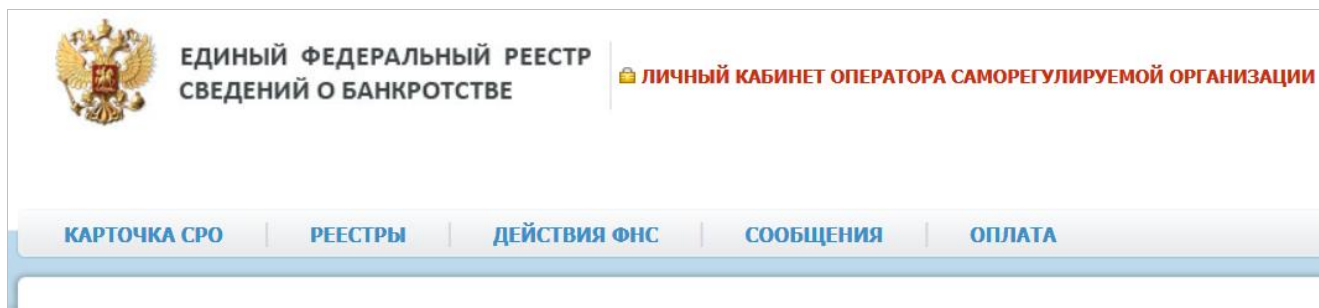 ЕДИНЫЙ ФЕДЕРАЛЬНЫЙ РЕЕСТР
СВЕДЕНИЙ О БАНКРОТСТВЕ
ЛИЧНЫЙ КАБИНЕТ ОПЕРАТОРА САМОРЕГУЛИРУЕМОЙ ОРГАНИЗАЦИИ
КАРТОЧКА СРО РЕЕСТРЫ ДЕЙСТВИЯ ФНС СООБЩЕНИЯ ОПЛАТА